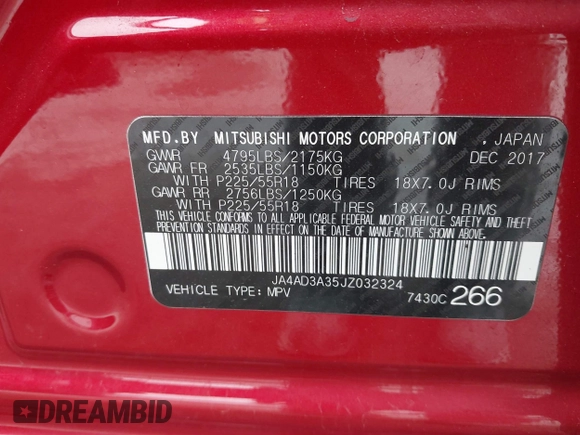 MFD.BY MITSUBISHI MOTORS CORPORATION , JAPAN
GVWR 4795LBS/2175KG DEC 2017
GAWR FR 2535LBS/1150KG
WITH P225/55R18 TIRES 18X7.0J RIMS
GAWR RR 2756LBS/1250KG
WITH P225/55R18 TIRES 18X7.0J RIMS
THIS VEHICLE CONFORMS TO ALL APPLICABLE FEDERAL MOTOR VEHICLE SAFETY AND THEFT
PREVENTION STANDARDS IN EFFECT ON THE DATE OF MANUFACTURE SHOWN ABOVE.
JA4AD3A35JZ032324
VEHICLE TYPE: MPV 7430C 266
DREAMBID